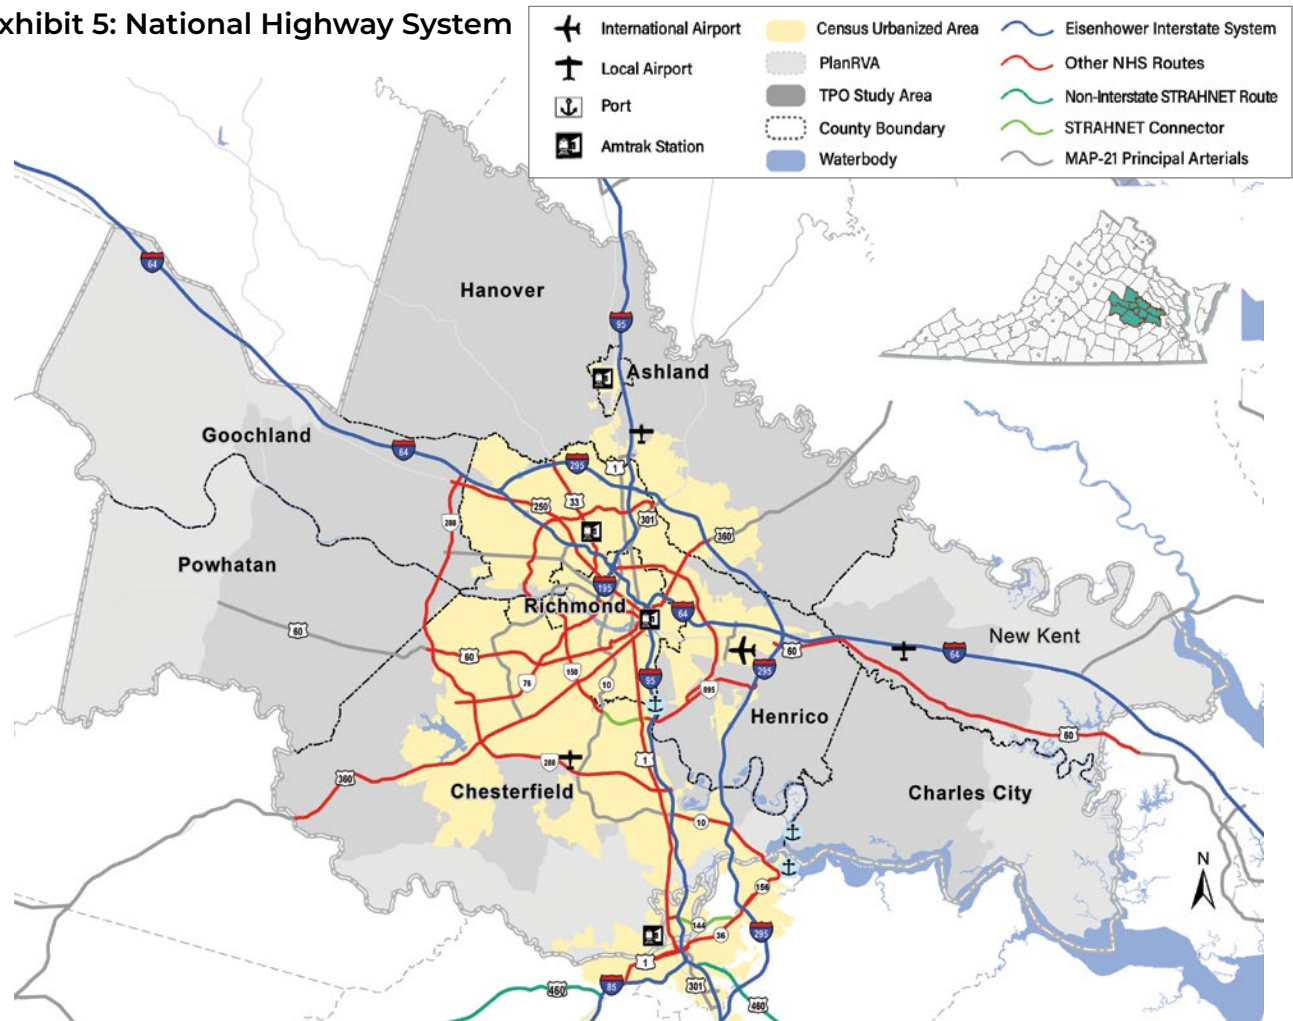 xhibit 5: National Highway System
International Airport
Local Airport
Port
Amtrak Station
Census Urbanized Area
PlanRVA
TPO Study Area
County Boundary
Waterbody
Eisenhower Interstate System
Other NHS Routes
Non-Interstate STRAHNET Route
STRAHNET Connector
MAP-21 Principal Arterials
64
Hanover
95
Ashland
Goochland
64
295
1
250
33
301
288
360
Powhatan
195
Richmond
64
60
New Kent
60
60
64
76
150
10
95
895
295
Henrico
60
360
288
1
Chesterfield
Charles City
10
N
156
144
36
295
1
85
301
460
460